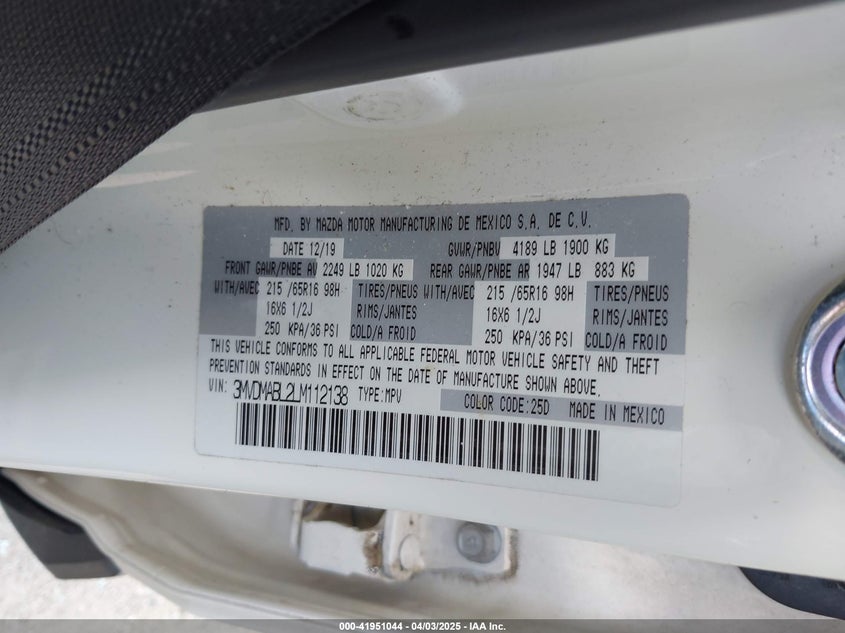 MFD. BY MAZDA MOTOR MANUFACTURING DE MEXICO S.A. DE C.V.
DATE 12/19 GVWR/PNBV 4189 LB 1900 KG
FRONT GAWR/PNBE AV 2249 LB 1020 KG REAR GAWR/PNBE AR 1947 LB 883 KG
WITH/AVEC 215 /65R16 98H TIRES/PNEUS WITH/AVEC 215 /65R16 98H TIRES/PNEUS
16X6 1/2J RIMS/JANTES 16X6 1/2J RIMS/JANTES
250 KPA/36 PSI COLD/A FROID 250 KPA/36 PSI COLD/A FROID
THIS VEHICLE CONFORMS TO ALL APPLICABLE FEDERAL MOTOR VEHICLE SAFETY AND THEFT
PREVENTION STANDARDS IN EFFECT ON THE DATE OF MANUFACTURE SHOWN ABOVE.
VIN: 3MVDMABL2LM112138 TYPE:MPV COLOR CODE:25D MADE IN MEXICO
000-41951044 - 04/03/2025 - IAA Inc.